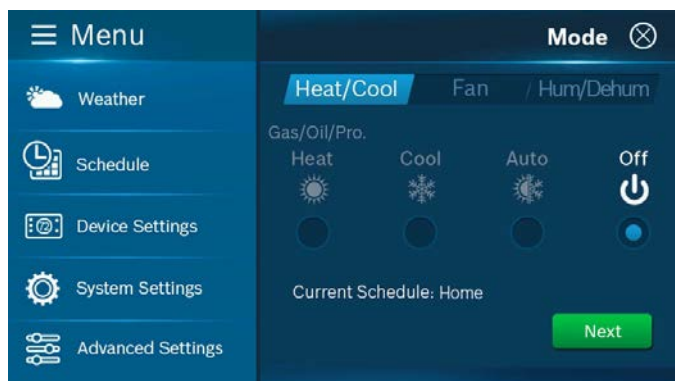 Menu
Mode
Weather
Schedule
Device Settings
System Settings
Advanced Settings
Heat/Cool
Fan
Hum/Dehum
Gas/Oil/Pro.
Heat
Cool
Auto
Off
Current Schedule: Home
Next